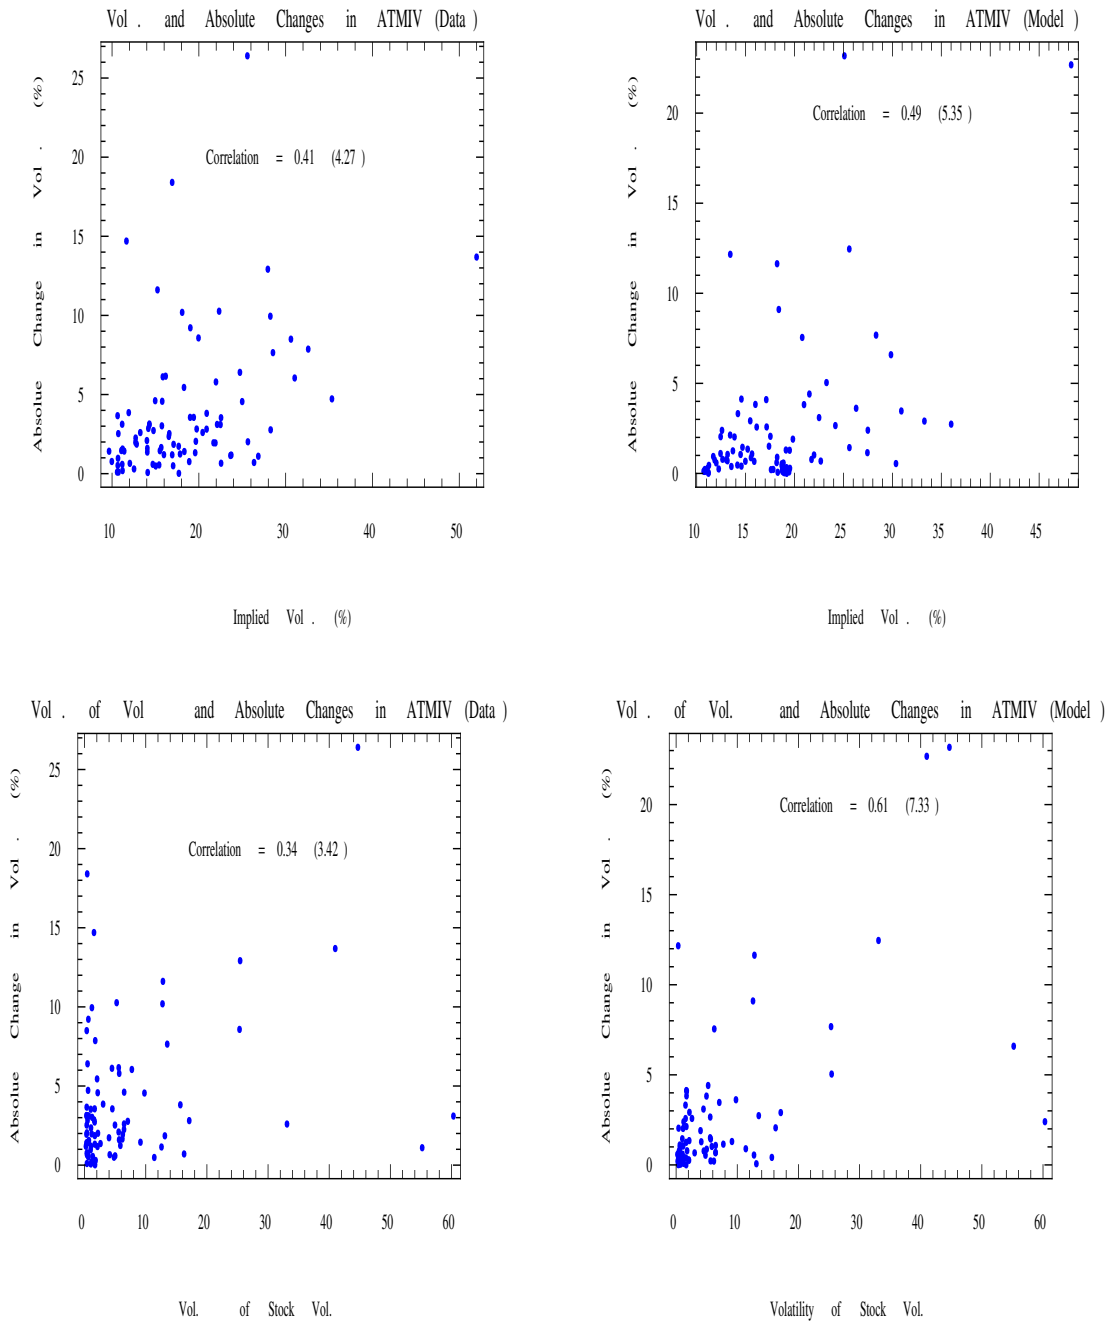 Vol . and Absolute Changes in ATMIV (Data )
Absolue Change in Vol . (%)
25
20
15
10
5
0
Correlation = 0.41 (4.27 )
10 20 30 40 50
Implied Vol . (%)
Vol . and Absolute Changes in ATMIV (Model )
Absolue Change in Vol . (%)
20
15
10
5
0
Correlation = 0.49 (5.35 )
10 15 20 25 30 35 40 45
Implied Vol . (%)
Vol . of Vol and Absolute Changes in ATMIV (Data )
Absolue Change in Vol . (%)
25
20
15
10
5
0
Correlation = 0.34 (3.42 )
0 10 20 30 40 50 60
Vol. of Stock Vol.
Vol . of Vol. and Absolute Changes in ATMIV (Model )
Absolue Change in Vol . (%)
20
15
10
5
0
Correlation = 0.61 (7.33 )
0 10 20 30 40 50 60
Volatility of Stock Vol.